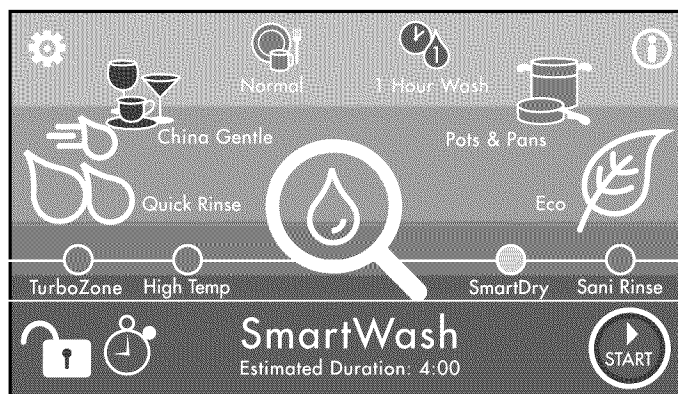 Normal
1 Hour Wash
1
China Gentle
Pots & Pans
Quick Rinse
Eco
TurboZone
High Temp
SmartDry
Sani Rinse
SmartWash
Estimated Duration: 4:00
START